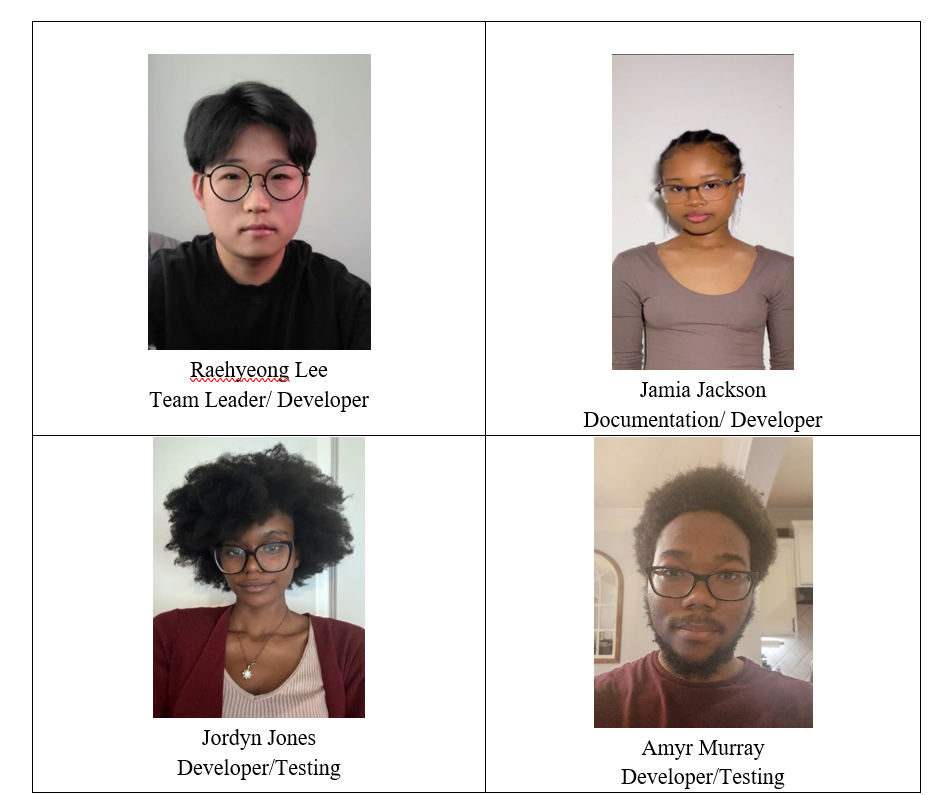 Raehyeong Lee
Team Leader/ Developer
Jamia Jackson
Documentation/ Developer
Jordyn Jones
Developer/Testing
Amyr Murray
Developer/Testing